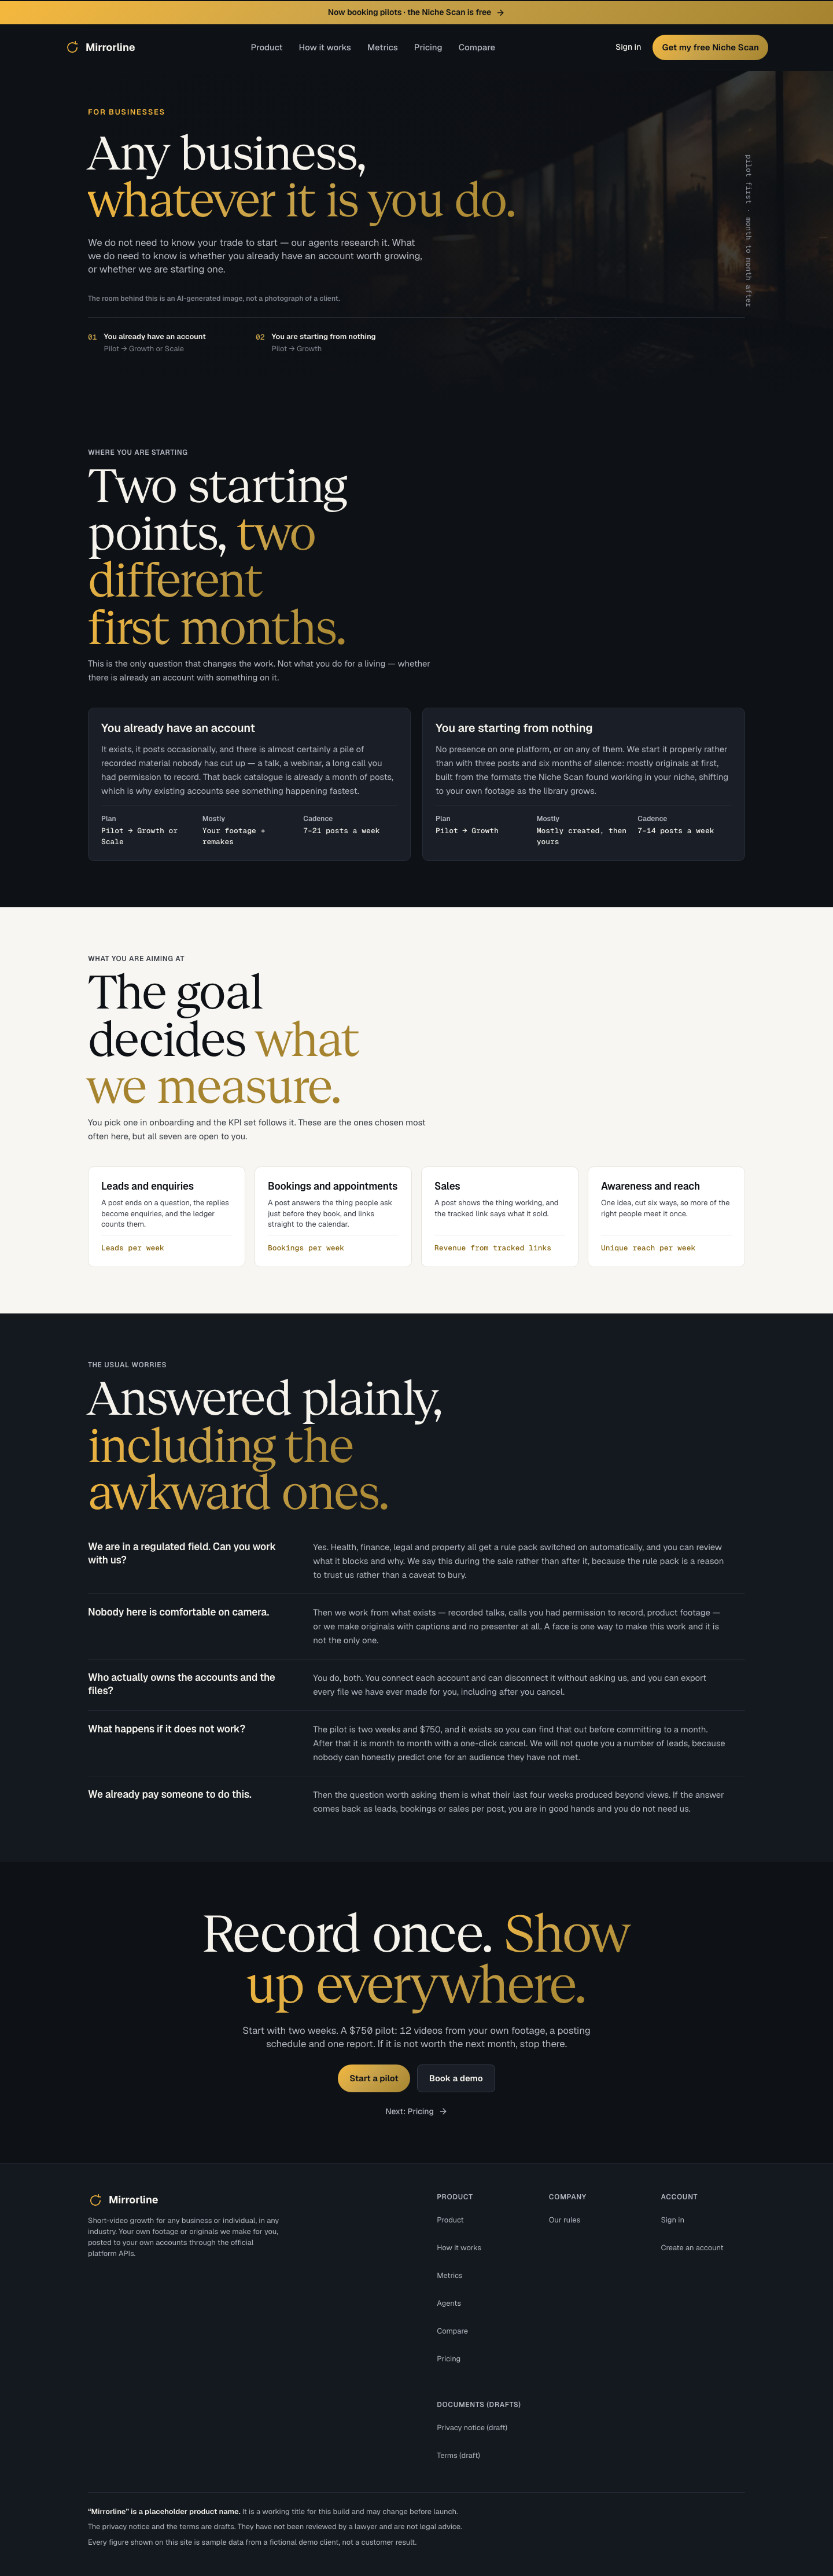 Now booking pilots · the Niche Scan is free →
Mirrorline
Product
How it works
Metrics
Pricing
Compare
Sign in
Get my free Niche Scan
FOR BUSINESSES
Any business,
whatever it is you do.
We do not need to know your trade to start — our agents research it. What
we do need to know is whether you already have an account worth growing,
or whether we are starting one.
The room behind this is an AI-generated image, not a photograph of a client.
pilot first · month to month after
01 You already have an account
Pilot → Growth or Scale
02 You are starting from nothing
Pilot → Growth
WHERE YOU ARE STARTING
Two starting
points, two
different
first months.
This is the only question that changes the work. Not what you do for a living — whether
there is already an account with something on it.
You already have an account
It exists, it posts occasionally, and there is almost certainly a pile of
recorded material nobody has cut up — a talk, a webinar, a long call you
had permission to record. That back catalogue is already a month of posts,
which is why existing accounts see something happening fastest.
Plan
Pilot → Growth or
Scale
Mostly
Your footage +
remakes
Cadence
7–21 posts a week
You are starting from nothing
No presence on one platform, or on any of them. We start it properly rather
than with three posts and six months of silence: mostly originals at first,
built from the formats the Niche Scan found working in your niche, shifting
to your own footage as the library grows.
Plan
Pilot → Growth
Mostly
Mostly created, then
yours
Cadence
7–14 posts a week
WHAT YOU ARE AIMING AT
The goal
decides what
we measure.
You pick one in onboarding and the KPI set follows it. These are the ones chosen most
often here, but all seven are open to you.
Leads and enquiries
A post ends on a question, the replies
become enquiries, and the ledger
counts them.
Leads per week
Bookings and appointments
A post answers the thing people ask
just before they book, and links
straight to the calendar.
Bookings per week
Sales
A post shows the thing working, and
the tracked link says what it sold.
Revenue from tracked links
Awareness and reach
One idea, cut six ways, so more of the
right people meet it once.
Unique reach per week
THE USUAL WORRIES
Answered plainly,
including the
awkward ones.
We are in a regulated field. Can you work
with us?
Yes. Health, finance, legal and property all get a rule pack switched on automatically, and you can review
what it blocks and why. We say this during the sale rather than after it, because the rule pack is a reason
to trust us rather than a caveat to bury.
Nobody here is comfortable on camera.
Then we work from what exists — recorded talks, calls you had permission to record, product footage —
or we make originals with captions and no presenter at all. A face is one way to make this work and it is
not the only one.
Who actually owns the accounts and the
files?
You do, both. You connect each account and can disconnect it without asking us, and you can export
every file we have ever made for you, including after you cancel.
What happens if it does not work?
The pilot is two weeks and $750, and it exists so you can find that out before committing to a month.
After that it is month to month with a one-click cancel. We will not quote you a number of leads, because
nobody can honestly predict one for an audience they have not met.
We already pay someone to do this.
Then the question worth asking them is what their last four weeks produced beyond views. If the answer
comes back as leads, bookings or sales per post, you are in good hands and you do not need us.
Record once. Show
up everywhere.
Start with two weeks. A $750 pilot: 12 videos from your own footage, a posting
schedule and one report. If it is not worth the next month, stop there.
Start a pilot
Book a demo
Next: Pricing →
Mirrorline
Short-video growth for any business or individual, in any
industry. Your own footage or originals we make for you,
posted to your own accounts through the official
platform APIs.
PRODUCT
Product
How it works
Metrics
Agents
Compare
Pricing
COMPANY
Our rules
ACCOUNT
Sign in
Create an account
DOCUMENTS (DRAFTS)
Privacy notice (draft)
Terms (draft)
“Mirrorline” is a placeholder product name. It is a working title for this build and may change before launch.
The privacy notice and the terms are drafts. They have not been reviewed by a lawyer and are not legal advice.
Every figure shown on this site is sample data from a fictional demo client, not a customer result.